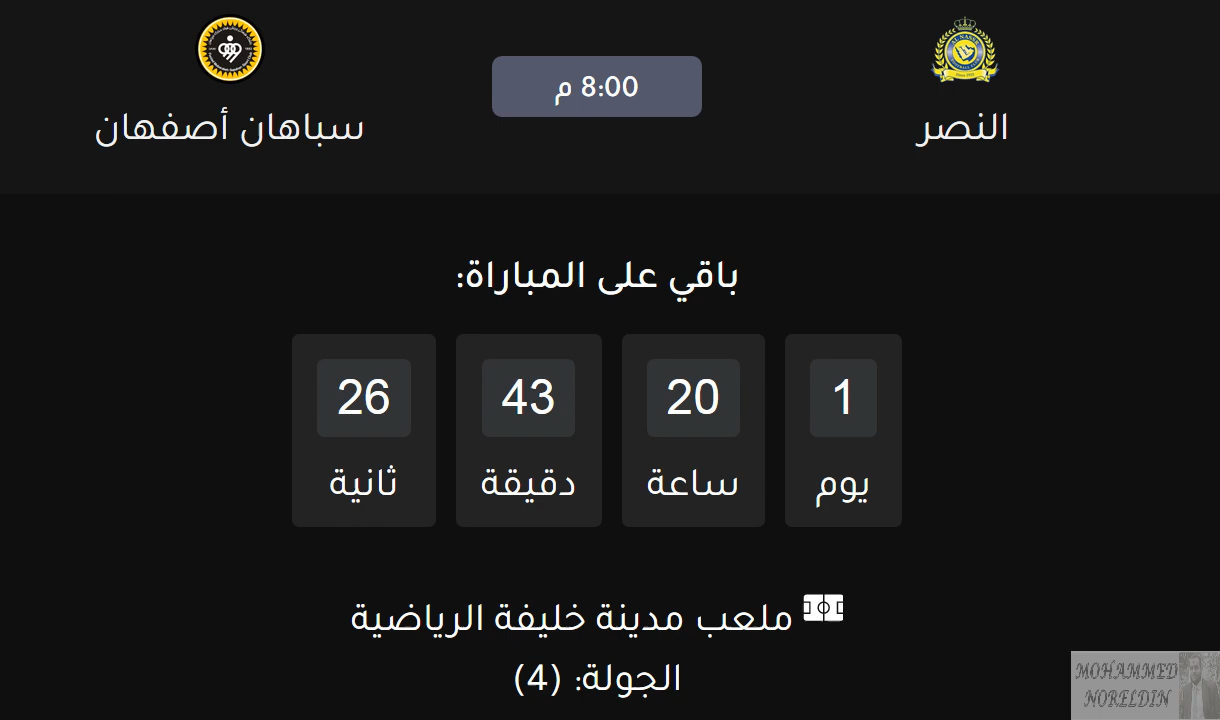 النصر
8:00 م
سباهان أصفهان
باقي على المباراة:
1 20 43 26
يوم ساعة دقيقة ثانية
ملعب مدينة خليفة الرياضية
الجولة: (4)
MOHAMMED
NORELDIN